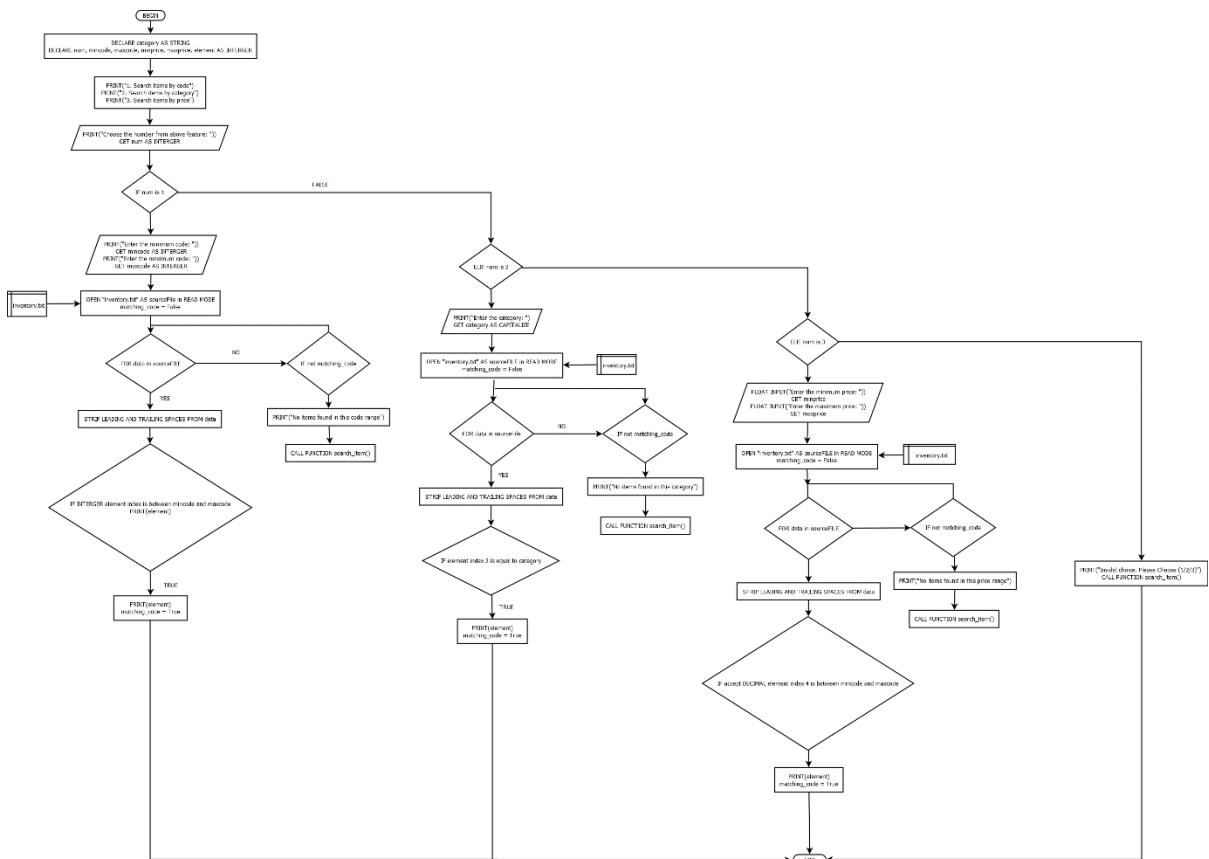 BEGIN
DECLARE category AS STRING
DECLARE num, mincode, maxcode, minprice, maxprice, element AS INTERGER
PRINT("1. Search items by code")
PRINT("2. Search items by category")
PRINT("3. Search items by price")
PRINT("Choose the number from above feature: "))
GET num AS INTERGER
IF num is 1
FALSE
PRINT("Enter the minimum code: "))
GET mincode AS INTERGER
PRINT("Enter the maximum code: "))
GET maxcode AS INTERGER
inventory.txt
OPEN "inventory.txt" AS sourceFile in READ MODE
matching_code = False
FOR data in sourceFILE
NO
IF not matching_code
YES
PRINT("No items found in this code range")
CALL FUNCTION search_item()
STRIP LEADING AND TRAILING SPACES FROM data
IF INTERGER element index is between mincode and maxcode
PRINT(element)
TRUE
PRINT(element)
matching_code = True
ELIF num is 2
PRINT("Enter the category: ")
GET category AS CAPITALIZE
OPEN "inventory.txt" AS sourceFILE in READ MODE
matching_code = False
inventory.txt
FOR data in sourceFile
NO
IF not matching_code
YES
PRINT("No items found in this category")
CALL FUNCTION search_item()
STRIP LEADING AND TRAILING SPACES FROM data
IF element index 2 is equal to category
TRUE
PRINT(element)
matching_code = True
ELIF num is 3
FLOAT INPUT("Enter the minimum price: "))
GET minprice
FLOAT INPUT("Enter the maximum price: "))
GET maxprice
OPEN "inventory.txt" AS sourceFILE in READ MODE
matching_code = False
inventory.txt
FOR data in sourceFILE
IF not matching_code
PRINT("No items found in this price range")
CALL FUNCTION search_item()
STRIP LEADING AND TRAILING SPACES FROM data
IF accept DECIMAL element index 4 is between mincode and maxcode
PRINT(element)
matching_code = True
PRINT("Invalid choice. Please Choose (1/2/3)")
CALL FUNCTION search_item()